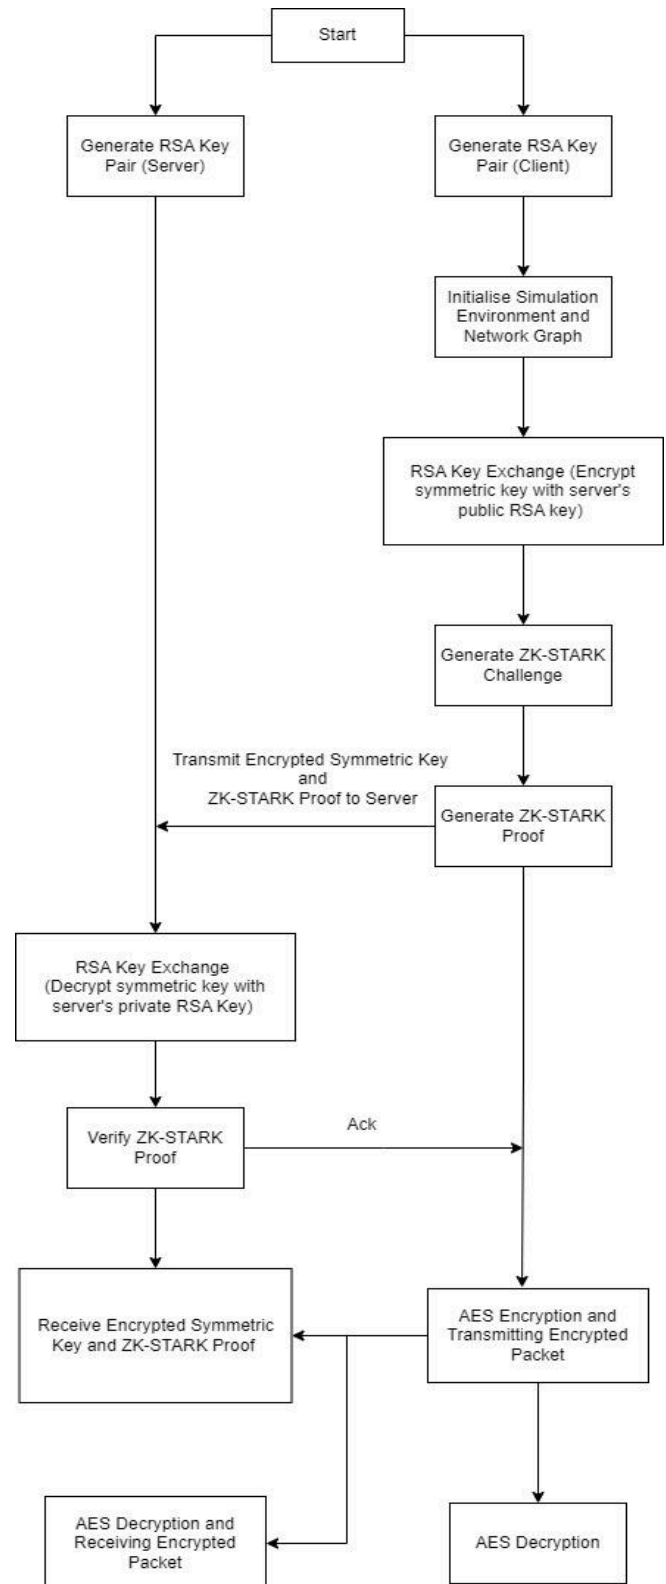 Start
Generate RSA Key
Pair (Server)
Generate RSA Key
Pair (Client)
Initialise Simulation
Environment and
Network Graph
RSA Key Exchange (Encrypt
symmetric key with server's
public RSA key)
Generate ZK-STARK
Challenge
Transmit Encrypted Symmetric Key
and
ZK-STARK Proof to Server
Generate ZK-STARK
Proof
RSA Key Exchange
(Decrypt symmetric key with
server's private RSA Key)
Verify ZK-STARK
Proof
Ack
Receive Encrypted Symmetric
Key and ZK-STARK Proof
AES Encryption and
Transmitting Encrypted
Packet
AES Decryption and
Receiving Encrypted
Packet
AES Decryption